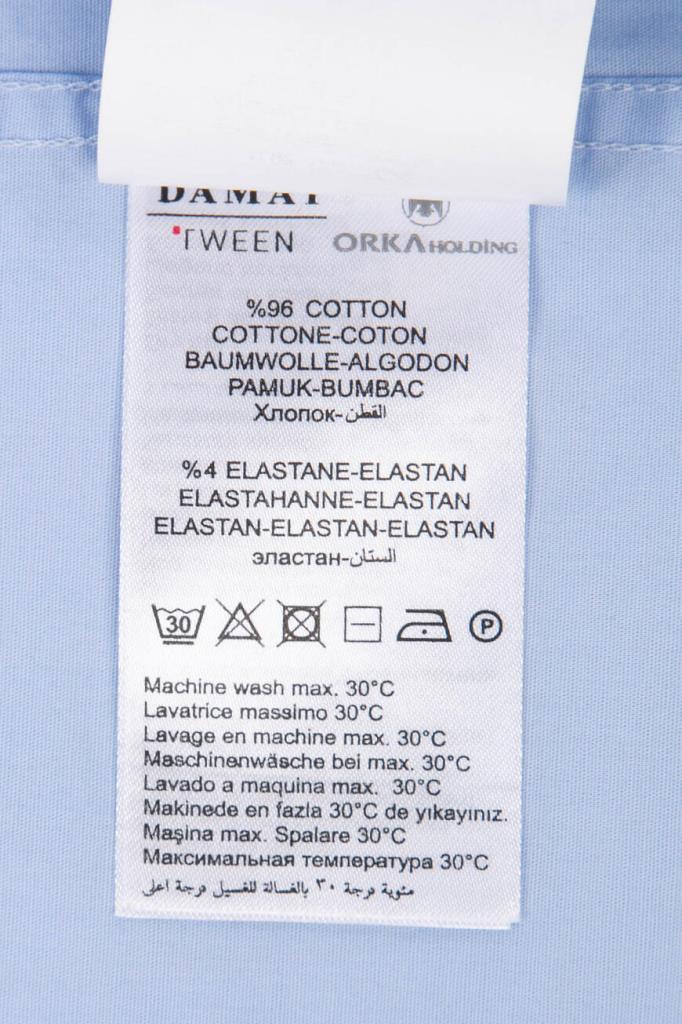 DAMAT
TWEEN
ORKA HOLDING
%96 COTTON
COTTONE-COTON
BAUMWOLLE-ALGODON
PAMUK-BUMBAC
Хлопок-القطن
%4 ELASTANE-ELASTAN
ELASTAHANNE-ELASTAN
ELASTAN-ELASTAN-ELASTAN
эластан-الستان
30
P
Machine wash max. 30°C
Lavatrice massimo 30°C
Lavage en machine max. 30°C
Maschinenwäsche bei max. 30°C
Lavado a maquina max. 30°C
Makinede en fazla 30°C de yıkayınız.
Maşina max. Spalare 30°C
Максимальная температура 30°C
مئوية درجة ٣٠ بالغسالة للغسيل درجة اعلى